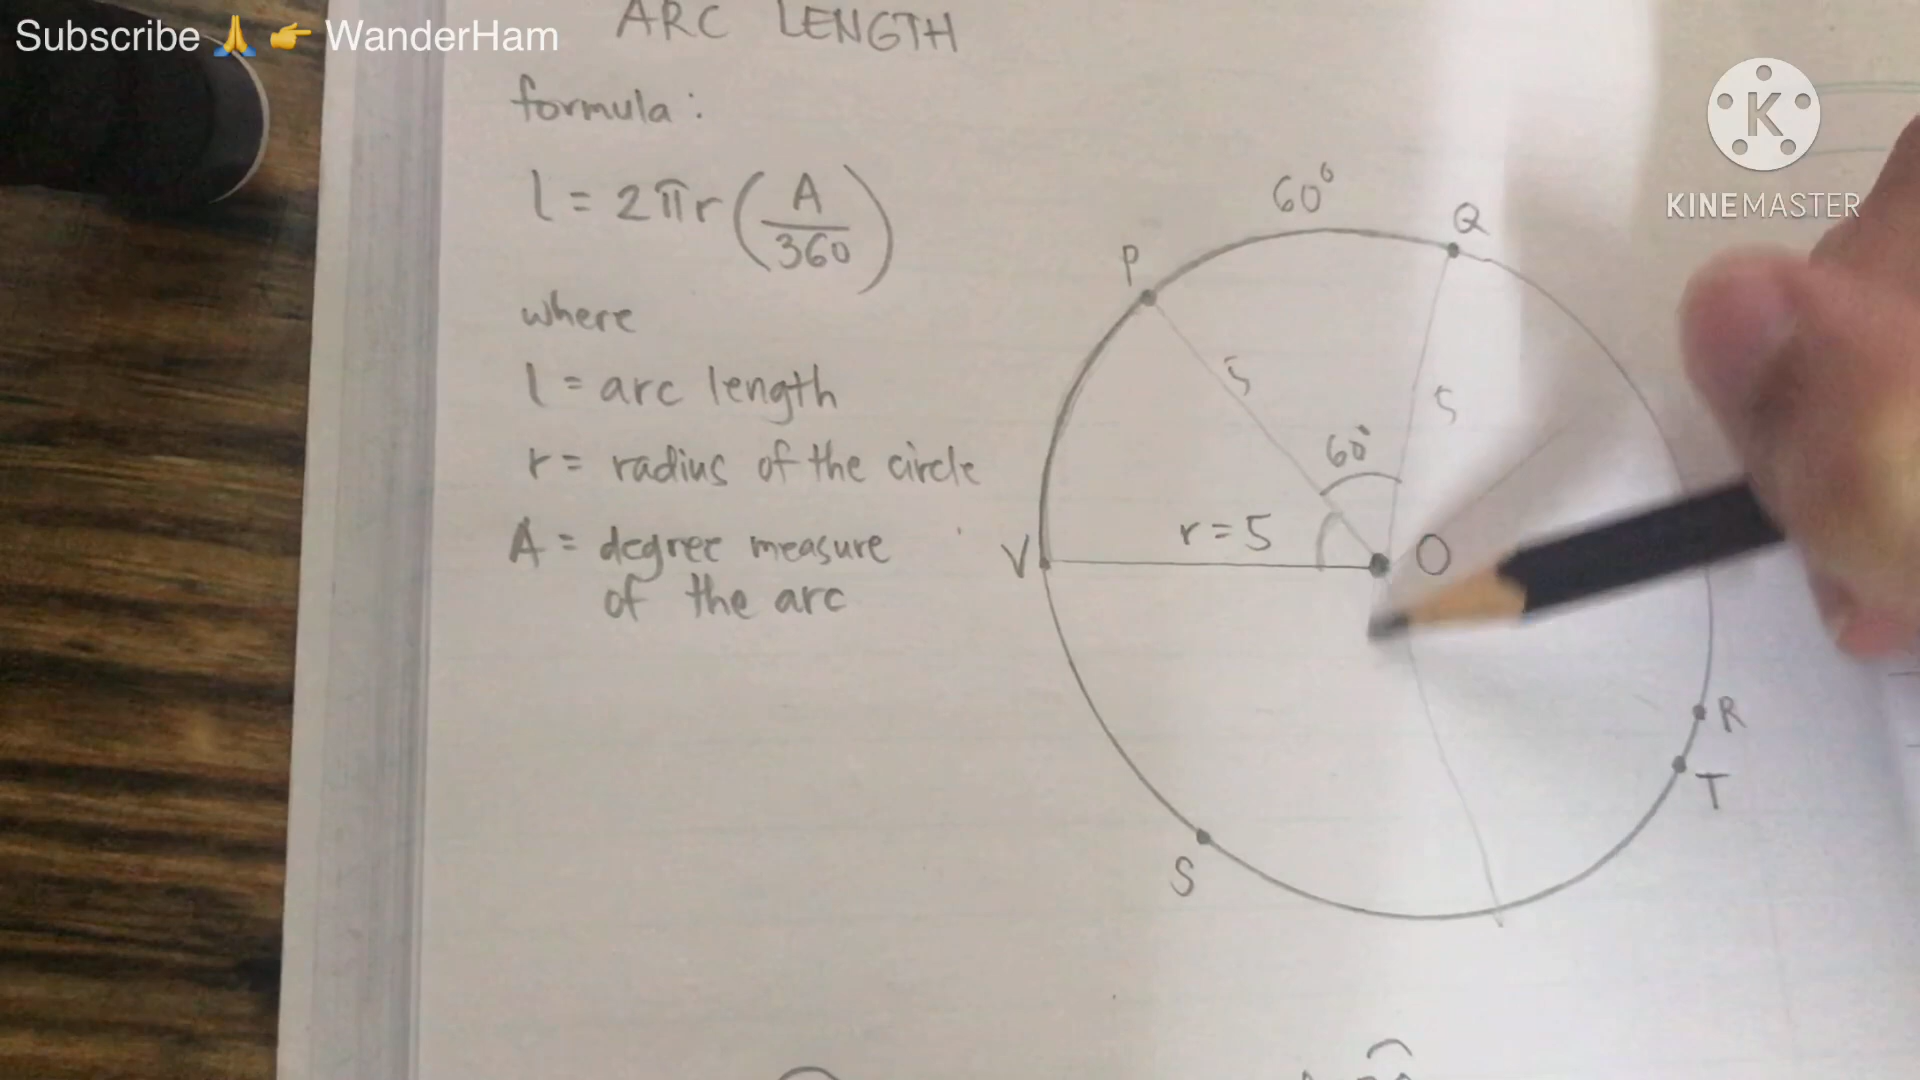 Subscribe 🙏 👉 WanderHam
ARC LENGTH
formula :
l = 2πr (A/360)
where
l = arc length
r = radius of the circle
A = degree measure
of the arc
60°
Q
P
5
5
60°
r = 5
V
O
R
T
S
K
KINEMASTER